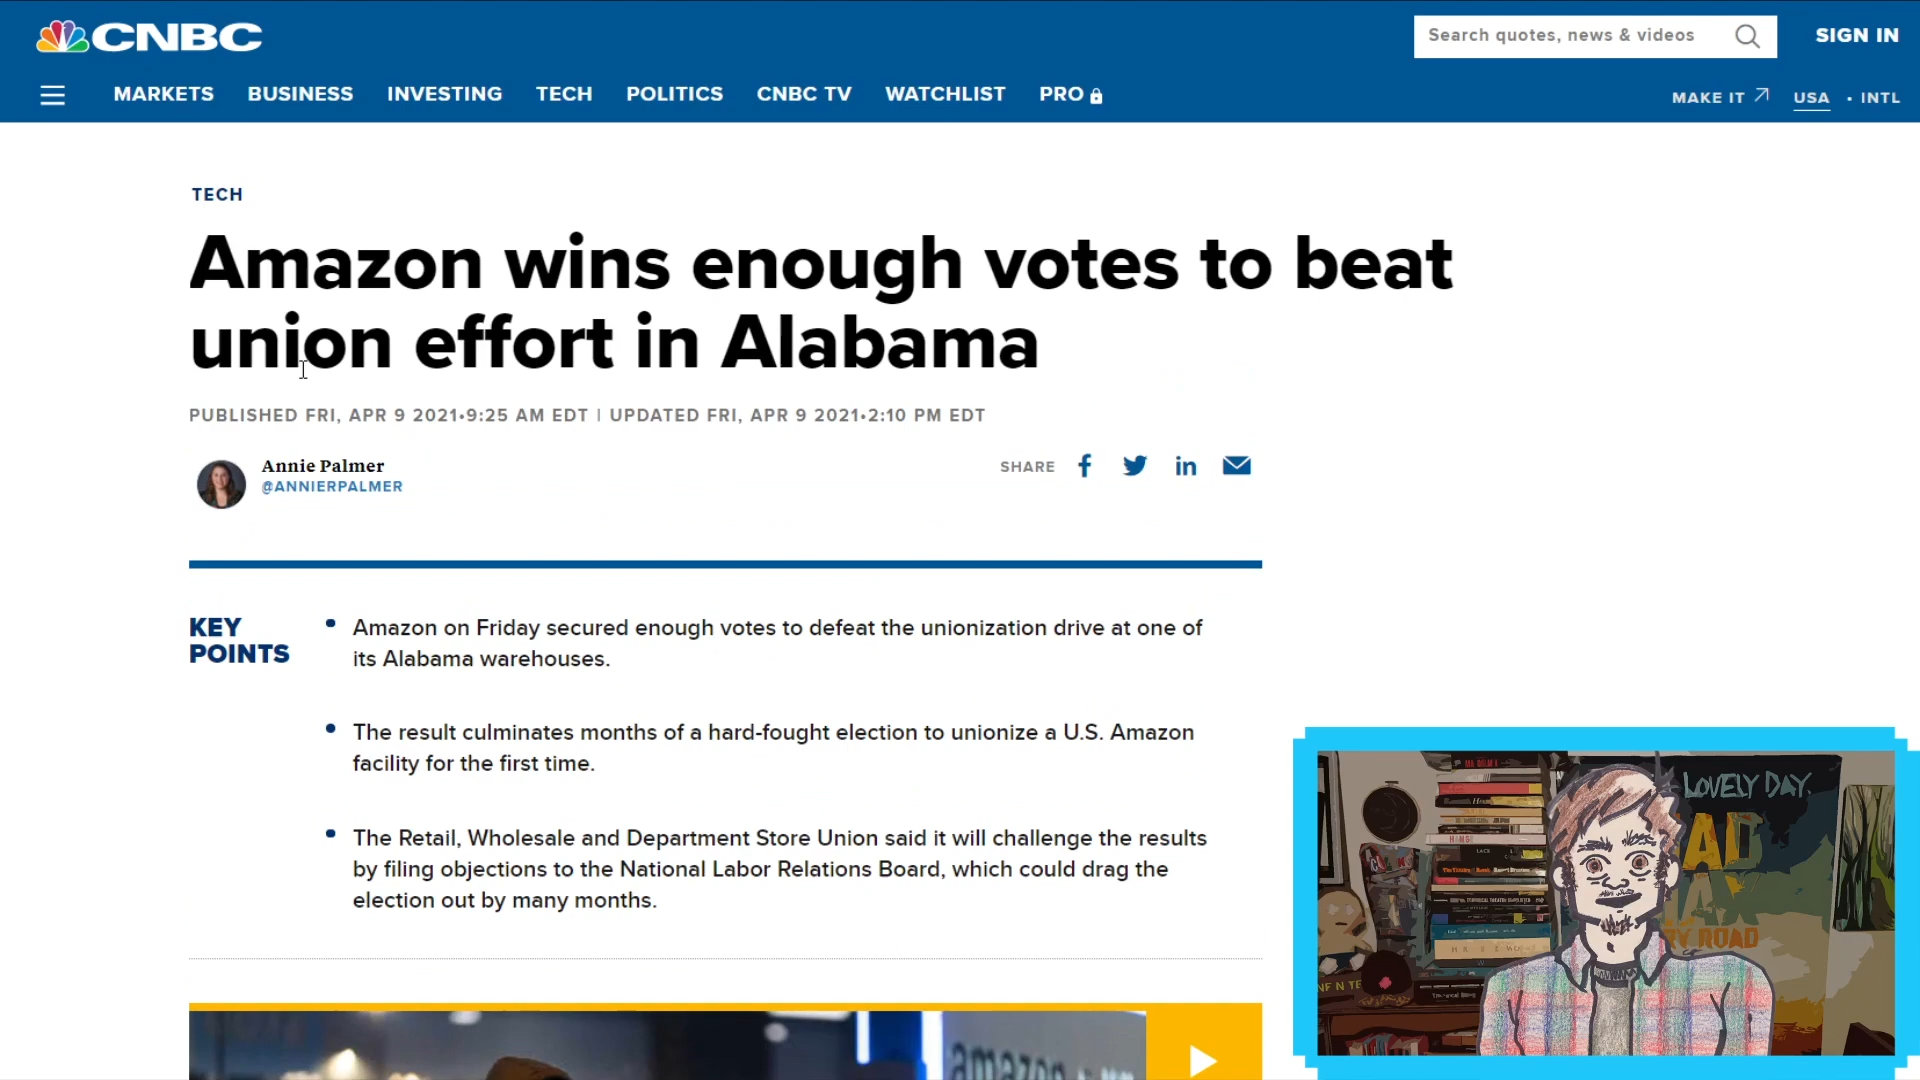 CNBC
Search quotes, news & videos
SIGN IN
MARKETS BUSINESS INVESTING TECH POLITICS CNBC TV WATCHLIST PRO
MAKE IT USA • INTL
TECH
Amazon wins enough votes to beat
union effort in Alabama
PUBLISHED FRI, APR 9 2021•9:25 AM EDT | UPDATED FRI, APR 9 2021•2:10 PM EDT
Annie Palmer
@ANNIERPALMER
SHARE
KEY
POINTS
Amazon on Friday secured enough votes to defeat the unionization drive at one of
its Alabama warehouses.
The result culminates months of a hard-fought election to unionize a U.S. Amazon
facility for the first time.
The Retail, Wholesale and Department Store Union said it will challenge the results
by filing objections to the National Labor Relations Board, which could drag the
election out by many months.
amazon
LOVELY DAY.
ROAD